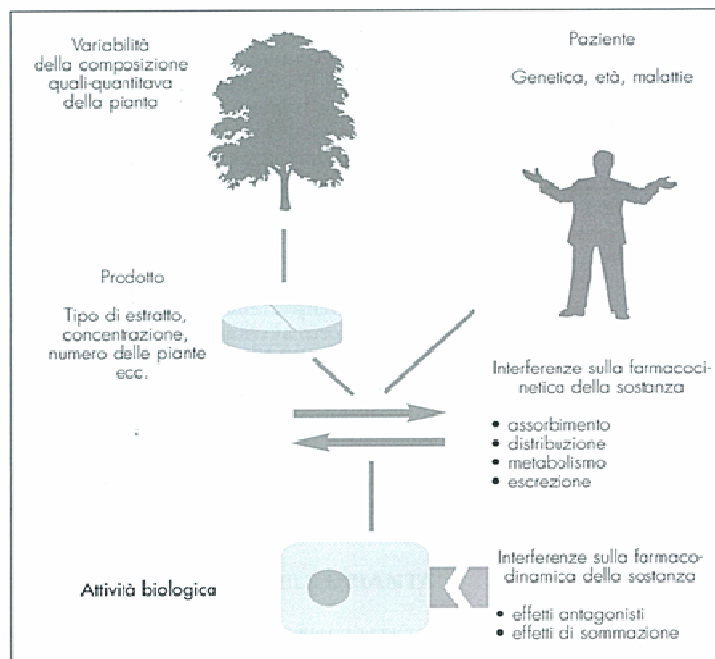 Variabilità
della composizione
quali-quantitava
della pianta
Paziente
Genetica, età, malattie
Prodotto
Tipo di estratto,
concentrazione,
numero delle piante
ecc.
Interferenze sulla farmacoci-
netica della sostanza
• assorbimento
• distribuzione
• metabolismo
• escrezione
Attività biologica
Interferenze sulla farmaco-
dinamica della sostanza
• effetti antagonisti
• effetti di sommazione